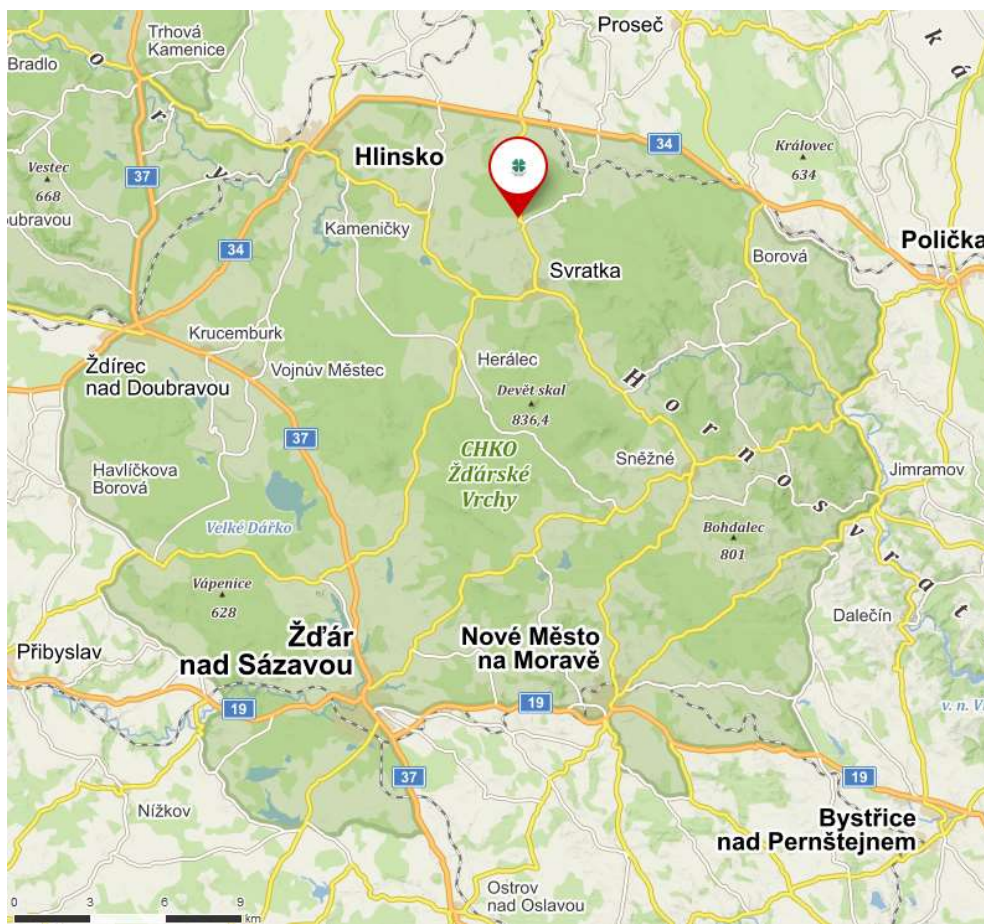 Trhová
Kamenice
Bradlo
Proseč
o
r
y
k
á
Hlinsko
34
Královec
634
Vestec
668
37
oubravou
Kameničky
34
Polička
Borová
Svratka
Krucemburk
Ždírec
nad Doubravou
Vojnův Městec
Herálec
Devět skal
836,4
H o r n o s v r a t
37
CHKO
Žďárské
Vrchy
Sněžné
Havlíčkova
Borová
Jimramov
Velké Dářko
Bohdalec
801
Vápenice
628
Dalečín
Přibyslav
Žďár
nad Sázavou
Nové Město
na Moravě
19
19
v. n. Vi
37
19
Nížkov
Bystřice
nad Pernštejnem
Ostrov
nad Oslavou
0 3 6 9
km